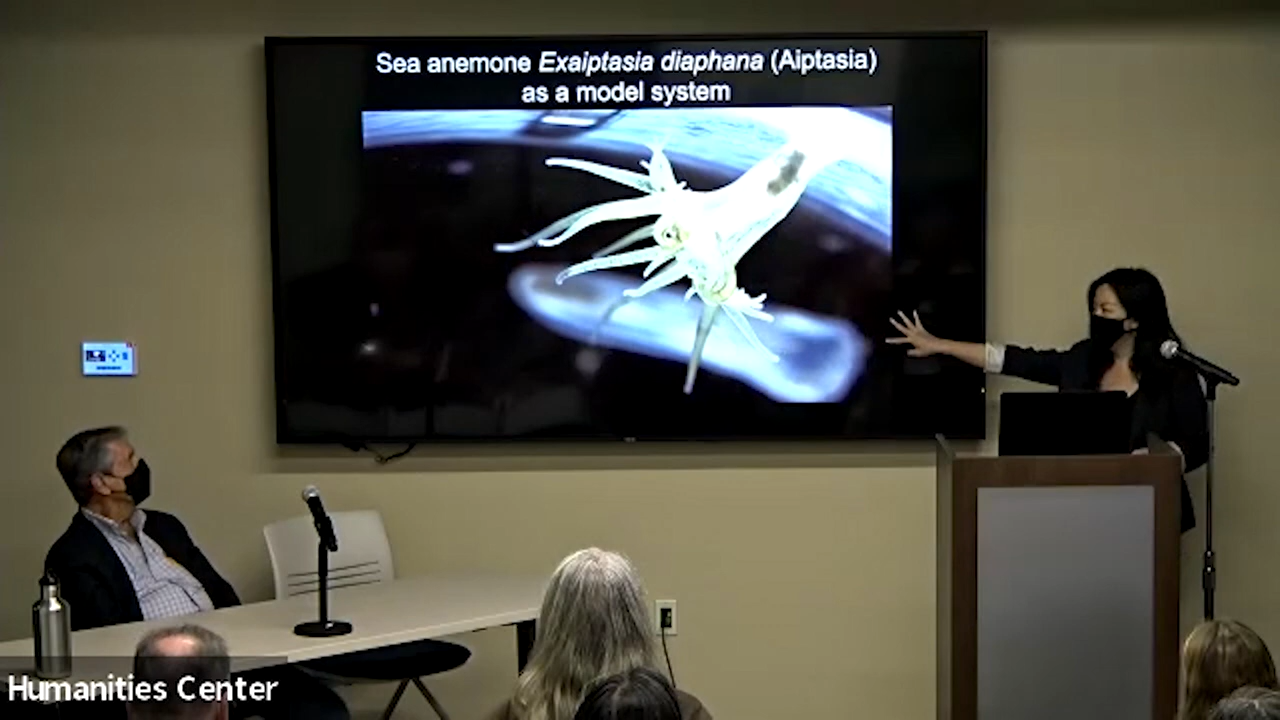 Sea anemone Exaiptasia diaphana (Aiptasia)
as a model system
Humanities Center